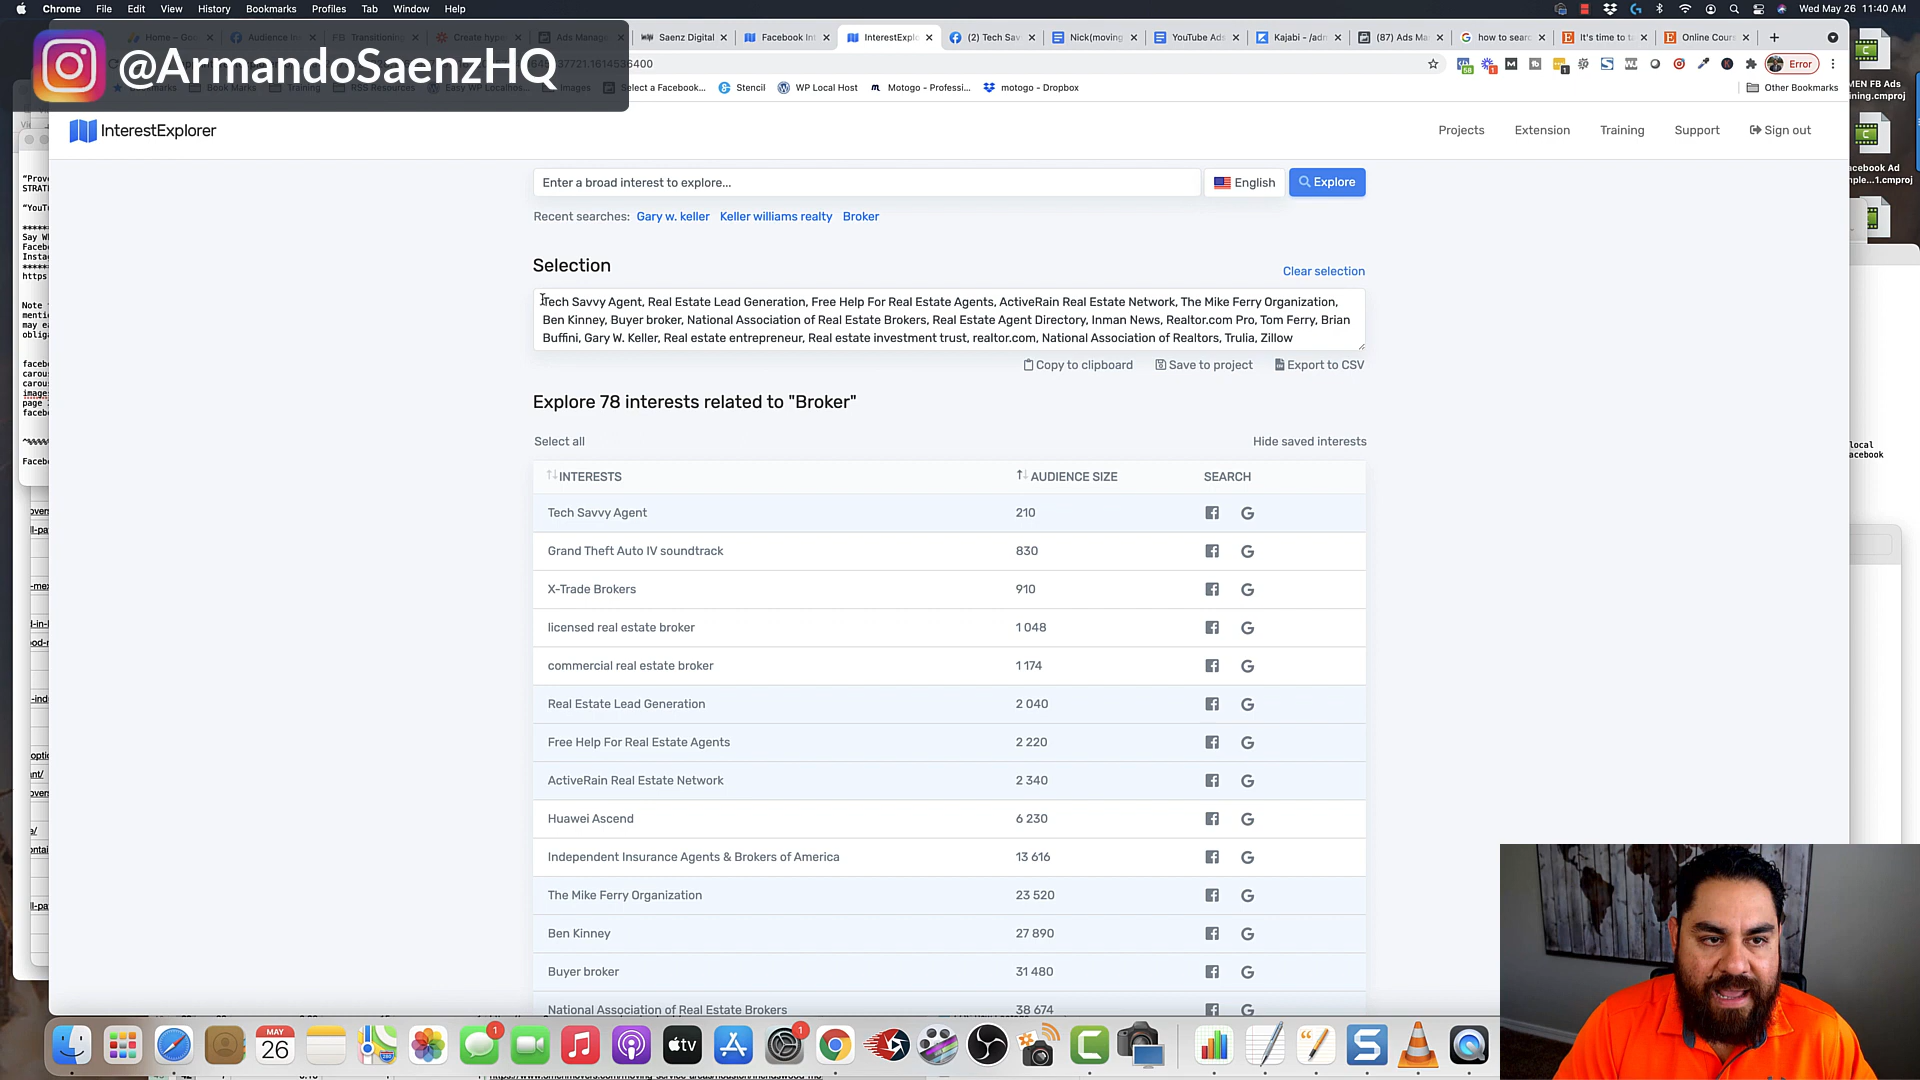 Chrome File Edit View History Bookmarks Profiles Tab Window Help
Wed May 26 11:40 AM
@ArmandoSaenzHQ
Saenz Digital
Facebook Int
InterestExplo
(2) Tech Sav
Nick(moving
YouTube Ads
Kajabi - /adm
(87) Ads Ma
how to searc
It's time to ta
Online Cours
Error
Select a Facebook...
Stencil
WP Local Host
Motogo - Professi...
motogo - Dropbox
Other Bookmarks
InterestExplorer
Projects Extension Training Support Sign out
Enter a broad interest to explore...
English
Explore
Recent searches: Gary w. keller Keller williams realty Broker
Selection
Clear selection
Tech Savvy Agent, Real Estate Lead Generation, Free Help For Real Estate Agents, ActiveRain Real Estate Network, The Mike Ferry Organization,
Ben Kinney, Buyer broker, National Association of Real Estate Brokers, Real Estate Agent Directory, Inman News, Realtor.com Pro, Tom Ferry, Brian
Buffini, Gary W. Keller, Real estate entrepreneur, Real estate investment trust, realtor.com, National Association of Realtors, Trulia, Zillow
Copy to clipboard Save to project Export to CSV
Explore 78 interests related to "Broker"
Select all Hide saved interests
INTERESTS AUDIENCE SIZE SEARCH
Tech Savvy Agent 210
Grand Theft Auto IV soundtrack 830
X-Trade Brokers 910
licensed real estate broker 1 048
commercial real estate broker 1 174
Real Estate Lead Generation 2 040
Free Help For Real Estate Agents 2 220
ActiveRain Real Estate Network 2 340
Huawei Ascend 6 230
Independent Insurance Agents & Brokers of America 13 616
The Mike Ferry Organization 23 520
Ben Kinney 27 890
Buyer broker 31 480
National Association of Real Estate Brokers 38 674
MAY
26
tv